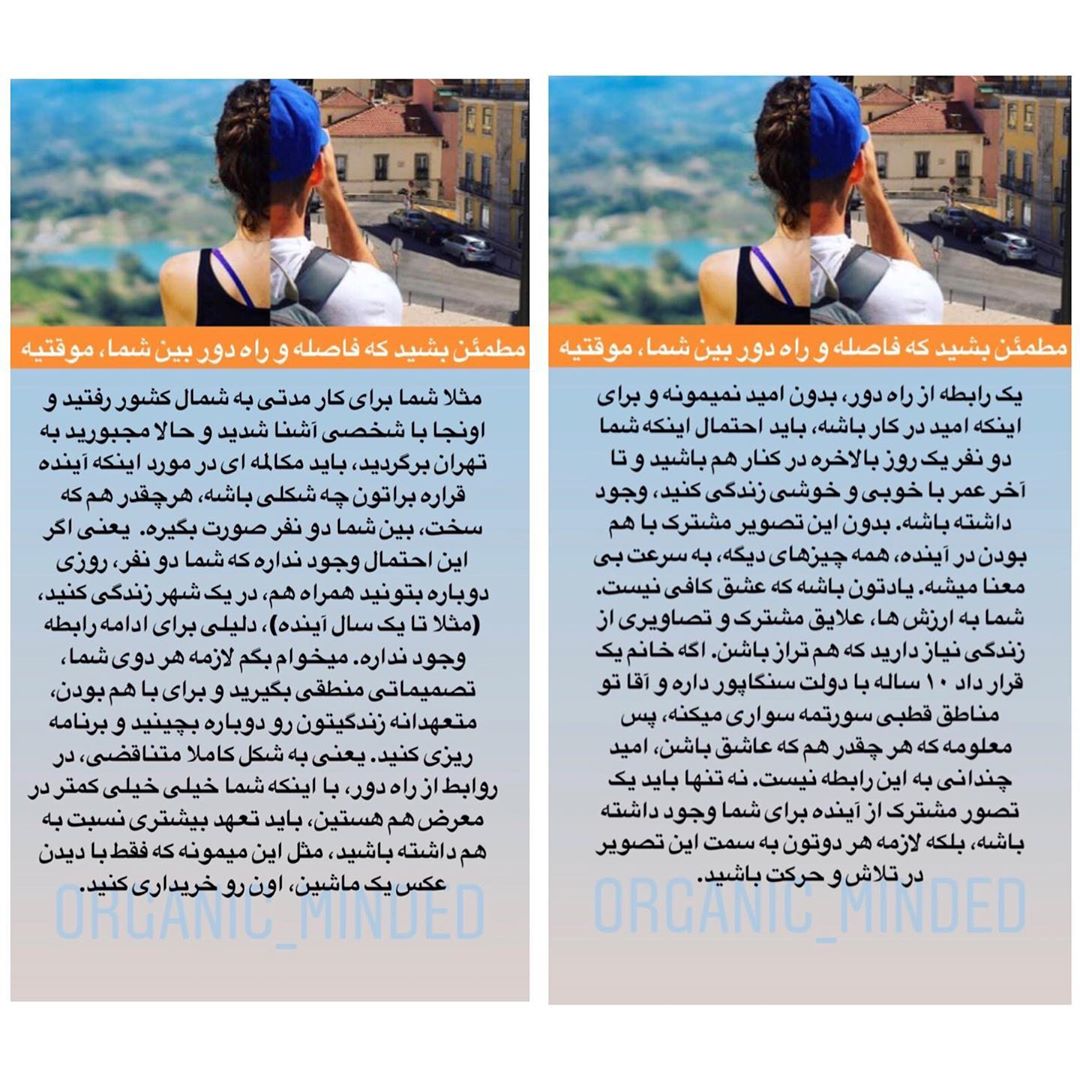 مطمئن بشید که فاصله و راه دور بین شما، موقتیه
یک رابطه از راه دور، بدون امید نمیمونه و برای
اینکه امید در کار باشه، باید احتمال اینکه شما
دو نفر یک روز بالاخره در کنار هم باشید و تا
آخر عمر با خوبی و خوشی زندگی کنید، وجود
داشته باشه. بدون این تصویر مشترک با هم
بودن در آینده، همه چیزهای دیگه، به سرعت بی
معنا میشه. یادتون باشه که عشق کافی نیست.
شما به ارزش ها، علایق مشترک و تصاویری از
زندگی نیاز دارید که هم تراز باشن. اگه خانم یک
قرار داد ۱۰ ساله با دولت سنگاپور داره و آقا تو
مناطق قطبی سورتمه سواری میکنه، پس
معلومه که هر چقدر هم که عاشق باشن، امید
چندانی به این رابطه نیست. نه تنها باید یک
تصور مشترک از آینده برای شما وجود داشته
باشه، بلکه لازمه هر دوتون به سمت این تصویر
در تلاش و حرکت باشید.
ORGANIC_MINDED
مطمئن بشید که فاصله و راه دور بین شما، موقتیه
مثلا شما برای کار مدتی به شمال کشور رفتید و
اونجا با شخصی آشنا شدید و حالا مجبورید به
تهران برگردید، باید مکالمه ای در مورد اینکه آینده
قراره براتون چه شکلی باشه، هرچقدر هم که
سخت، بین شما دو نفر صورت بگیره. یعنی اگر
این احتمال وجود نداره که شما دو نفر، روزی
دوباره بتونید همراه هم، در یک شهر زندگی کنید،
(مثلا تا یک سال آینده)، دلیلی برای ادامه رابطه
وجود نداره. میخوام بگم لازمه هر دوی شما،
تصمیماتی منطقی بگیرید و برای با هم بودن،
متعهدانه زندگیتون رو دوباره بچینید و برنامه
ریزی کنید. یعنی به شکل کاملا متناقضی، در
روابط از راه دور، با اینکه شما خیلی خیلی کمتر در
معرض هم هستین، باید تعهد بیشتری نسبت به
هم داشته باشید، مثل این میمونه که فقط با دیدن
عکس یک ماشین، اون رو خریداری کنید.
ORGANIC_MINDED